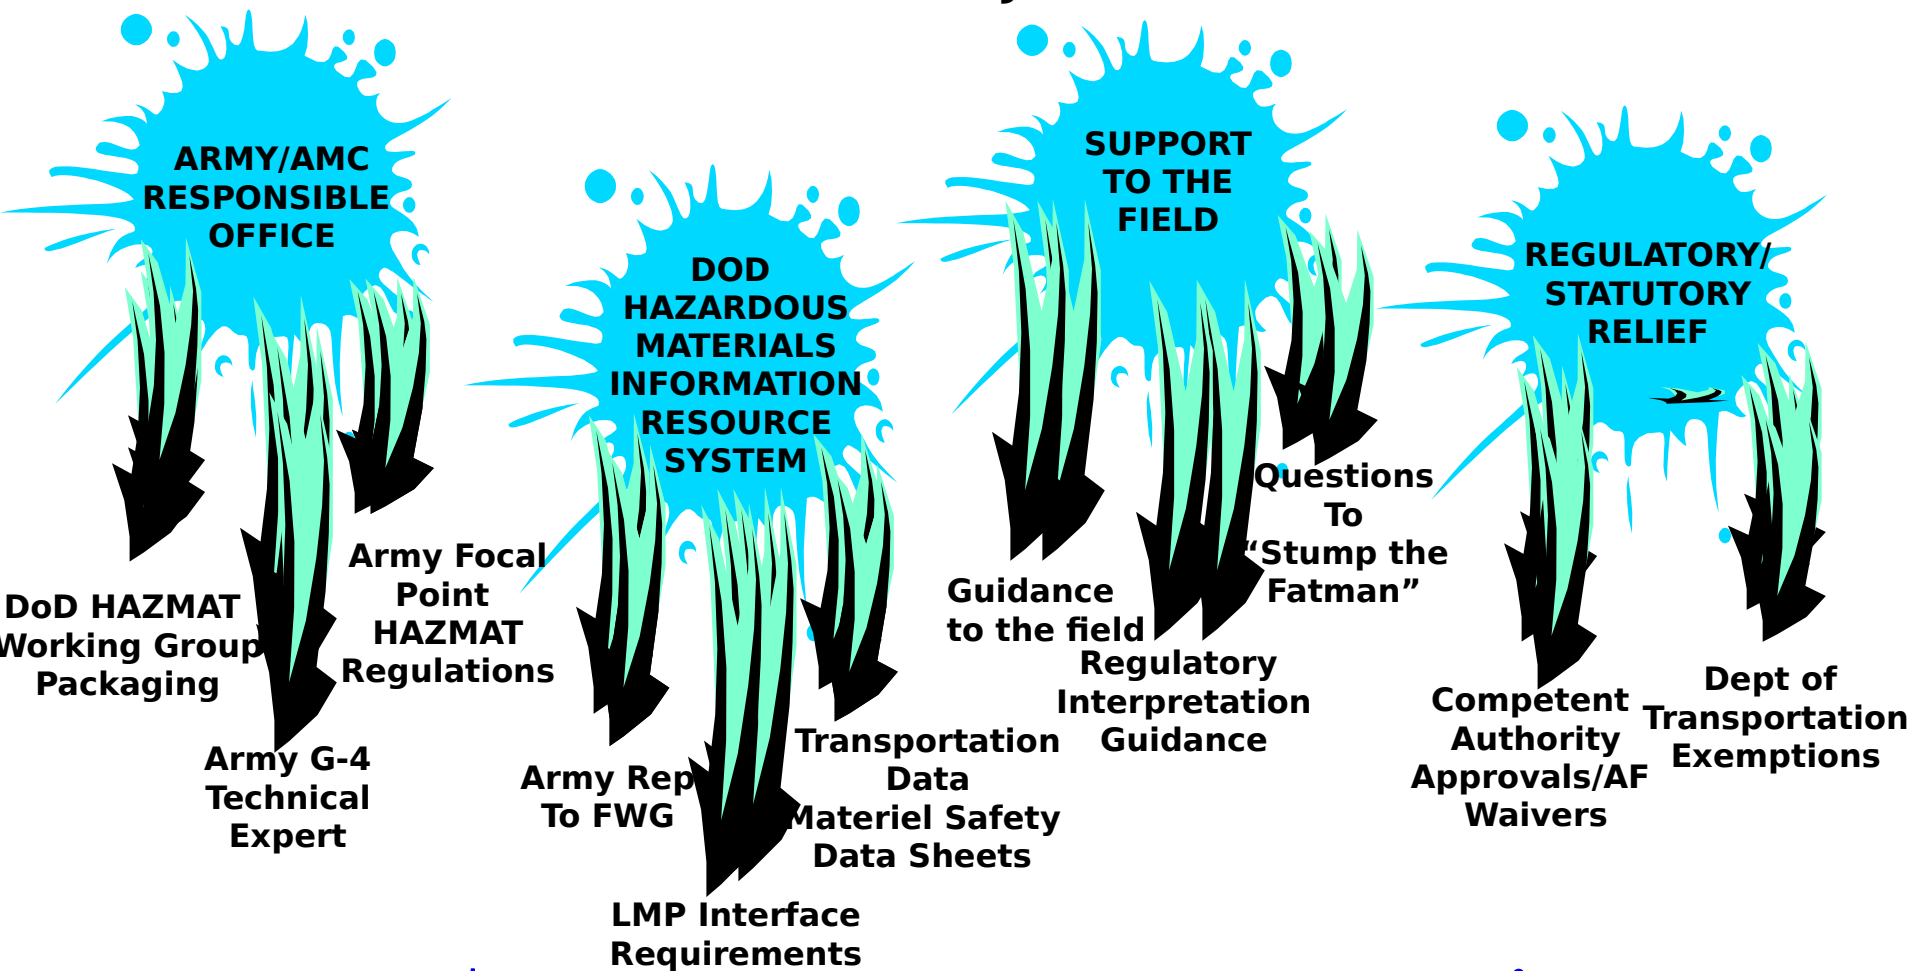 ARMY/AMC
RESPONSIBLE
OFFICE
DoD HAZMAT
Working Group
Packaging
Army G-4
Technical
Expert
Army Focal
Point
HAZMAT
Regulations
DOD
HAZARDOUS
MATERIALS
INFORMATION
RESOURCE
SYSTEM
Army Rep
To FWG
LMP Interface
Requirements
Transportation
Data
Materiel Safety
Data Sheets
SUPPORT
TO THE
FIELD
Guidance
to the field
Regulatory
Interpretation
Guidance
Questions
To
“Stump the
Fatman”
REGULATORY/
STATUTORY
RELIEF
Competent
Authority
Approvals/AF
Waivers
Dept of
Transportation
Exemptions